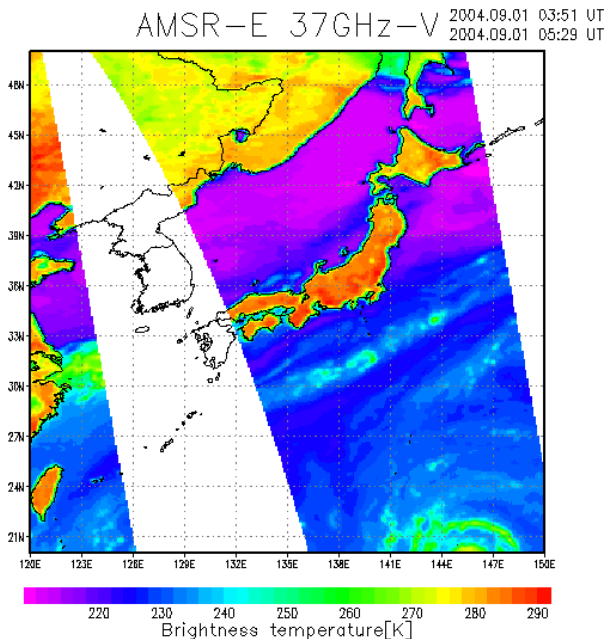 AMSR-E 37GHz-V
2004.09.01 03:51 UT
2004.09.01 05:29 UT
48N
45N
42N
39N
36N
33N
30N
27N
24N
21N
120E 123E 126E 129E 132E 135E 138E 141E 144E 147E 150E
220 230 240 250 260 270 280 290
Brightness temperature[K]